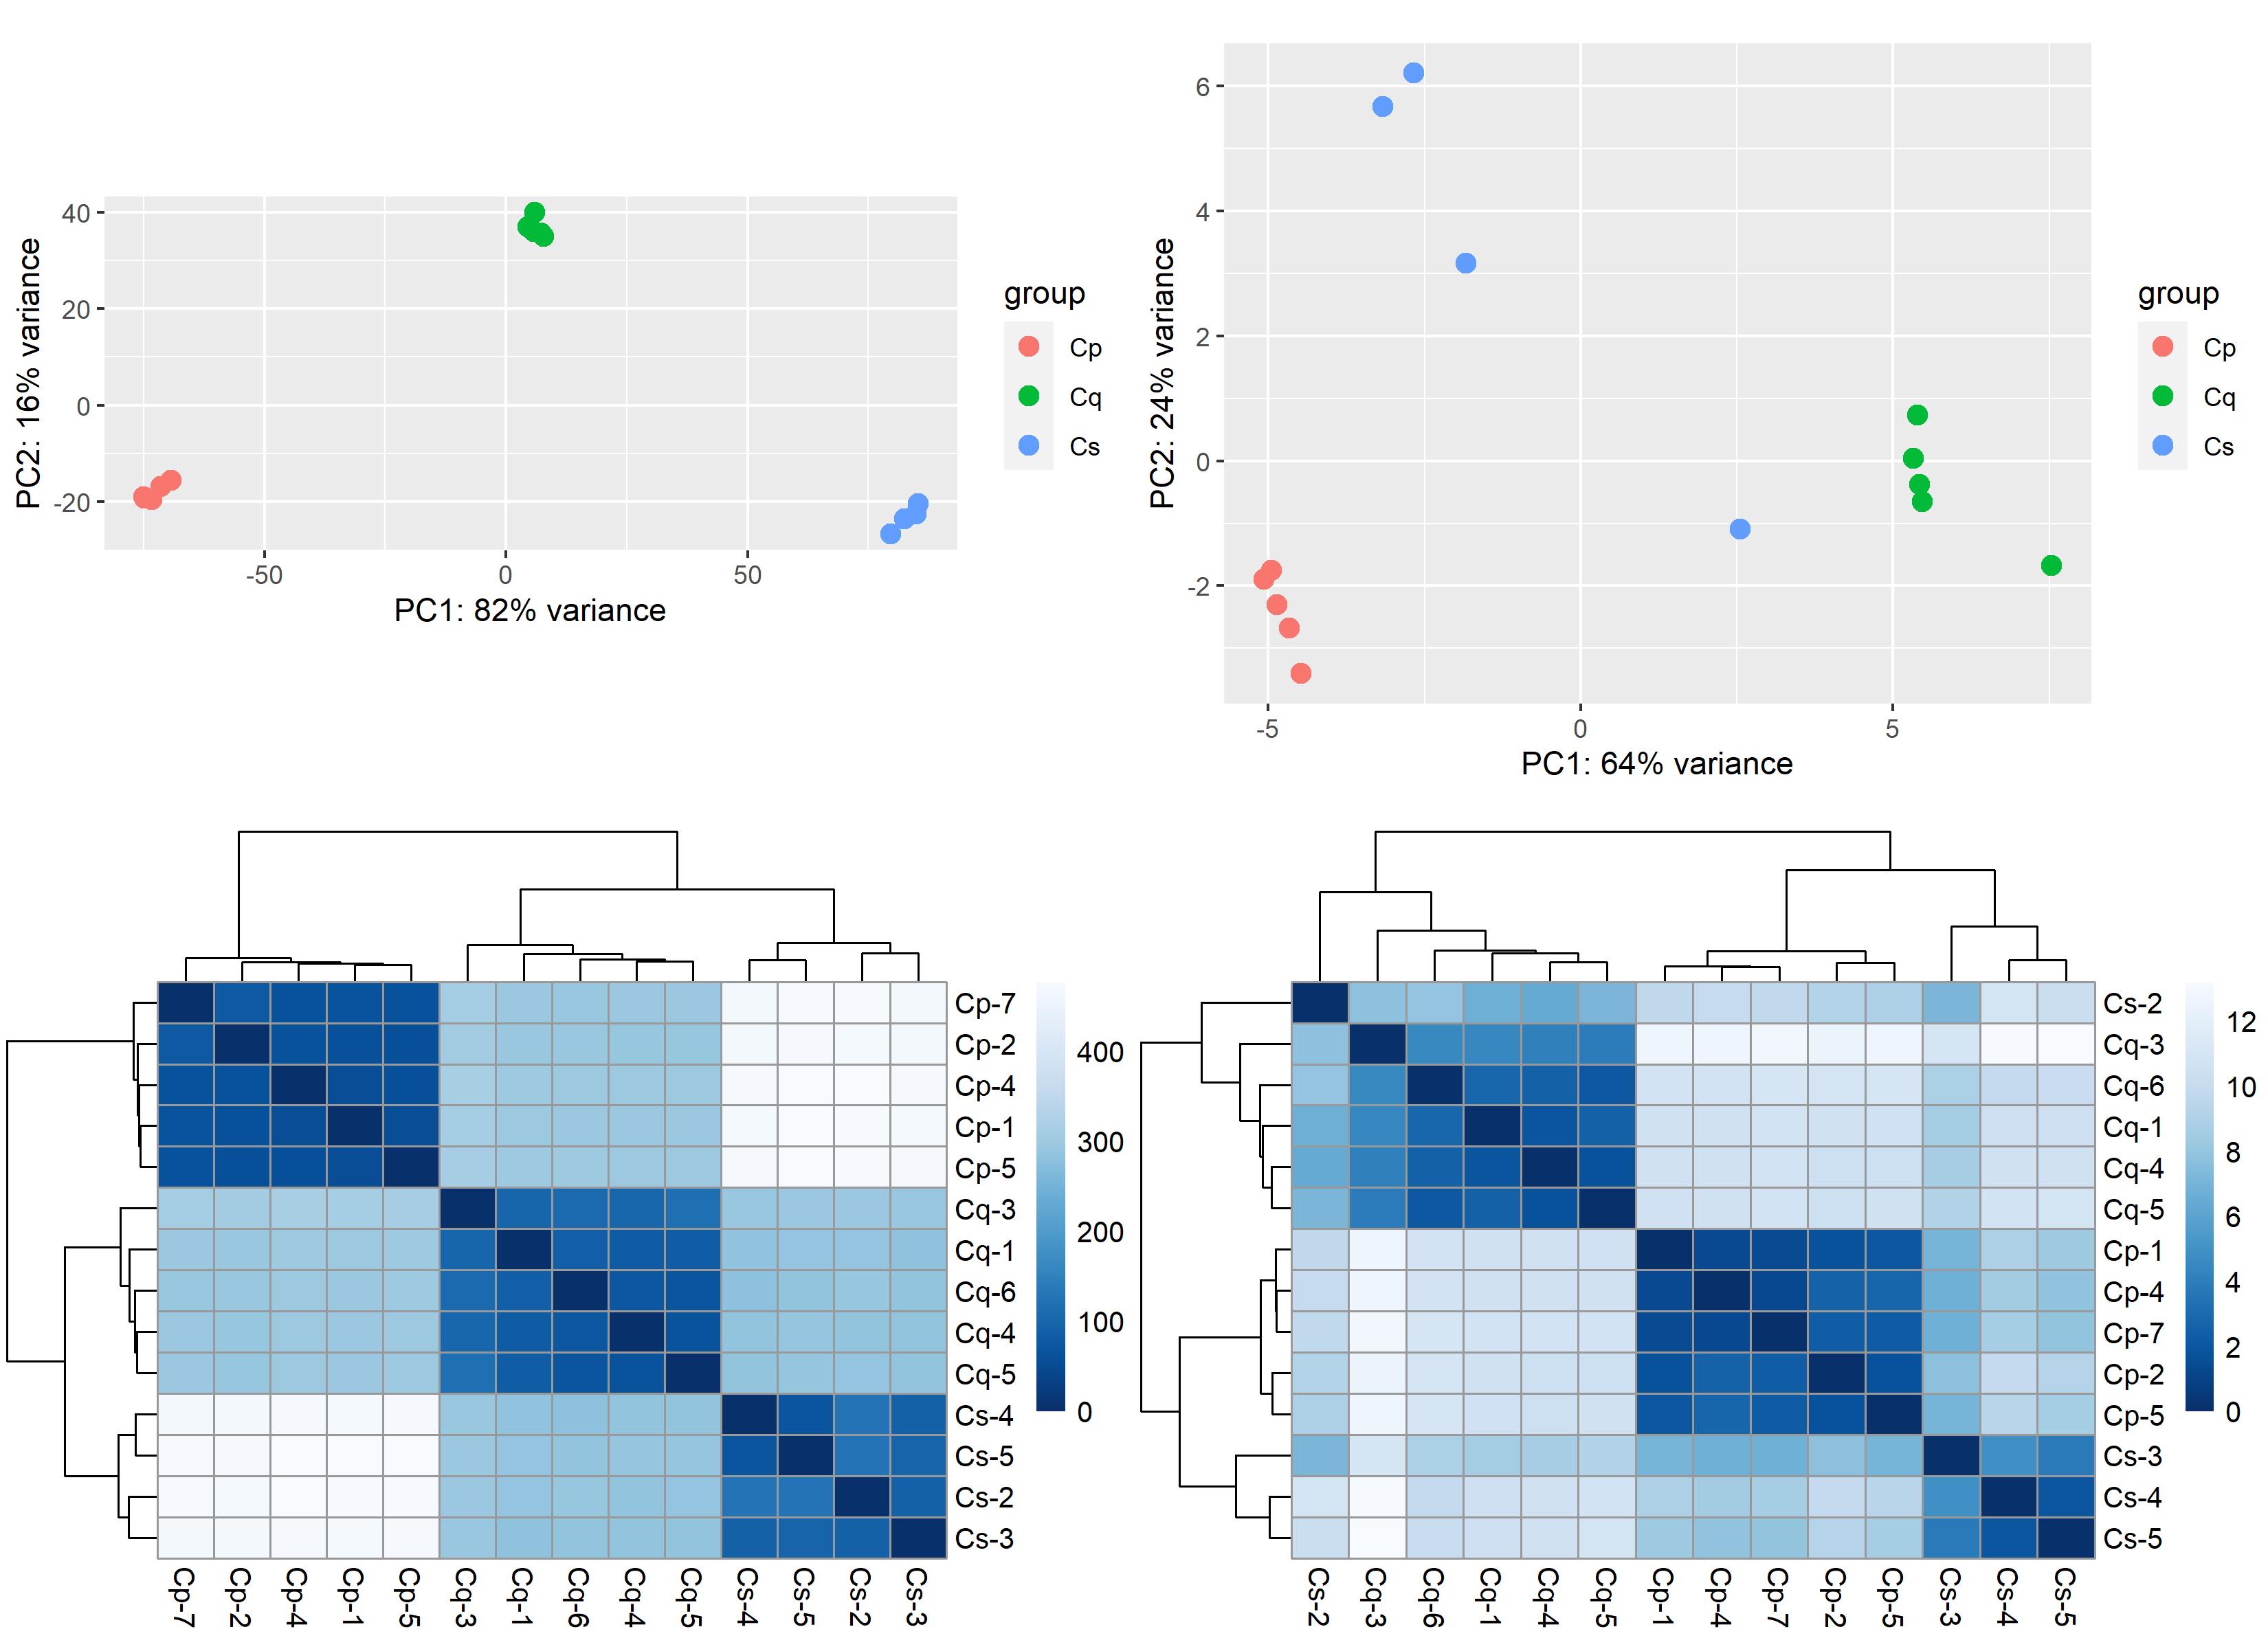 40
20
0
-20
PC2: 16% variance
-50
0
50
PC1: 82% variance
group
Cp
Cq
Cs
6
4
2
0
-2
PC2: 24% variance
-5
0
5
PC1: 64% variance
group
Cp
Cq
Cs
Cp-7
Cp-2
Cp-4
Cp-1
Cp-5
Cq-3
Cq-1
Cq-6
Cq-4
Cq-5
Cs-4
Cs-5
Cs-2
Cs-3
400
300
200
100
0
Cp-7 Cp-2 Cp-4 Cp-1 Cp-5 Cq-3 Cq-1 Cq-6 Cq-4 Cq-5 Cs-4 Cs-5 Cs-2 Cs-3
Cs-2
Cq-3
Cq-6
Cq-1
Cq-4
Cq-5
Cp-1
Cp-4
Cp-7
Cp-2
Cp-5
Cs-3
Cs-4
Cs-5
12
10
8
6
4
2
0
Cs-2 Cq-3 Cq-6 Cq-1 Cq-4 Cq-5 Cp-1 Cp-4 Cp-7 Cp-2 Cp-5 Cs-3 Cs-4 Cs-5